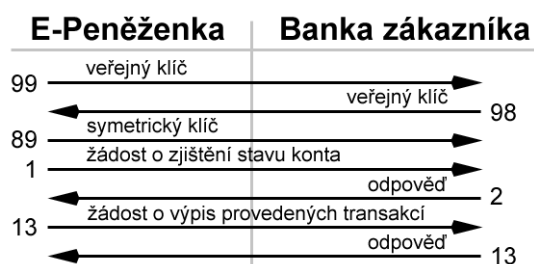 E-Peněženka Banka zákazníka
veřejný klíč
99
veřejný klíč
98
symetrický klíč
89
žádost o zjištění stavu konta
1
odpověď
2
žádost o výpis provedených transakcí
13
odpověď
13